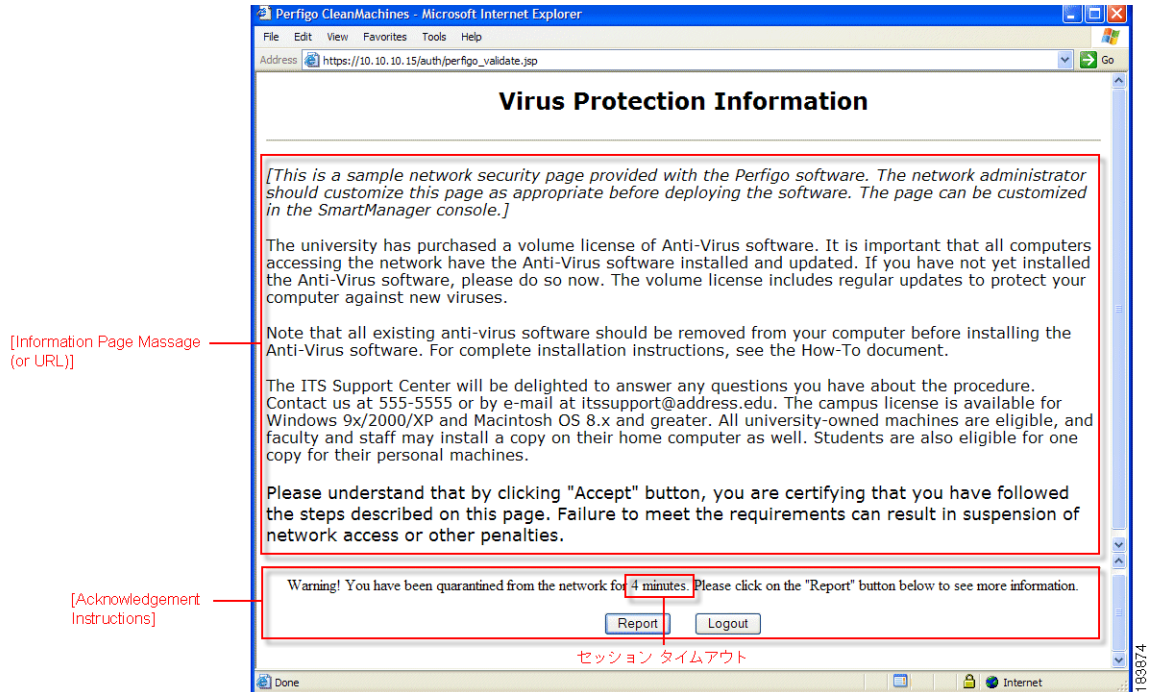 Perfigo CleanMachines - Microsoft Internet Explorer
File Edit View Favorites Tools Help
Address https://10.10.10.15/auth/perfigo_validate.jsp Go
Virus Protection Information
[This is a sample network security page provided with the Perfigo software. The network administrator
should customize this page as appropriate before deploying the software. The page can be customized
in the SmartManager console.]
The university has purchased a volume license of Anti-Virus software. It is important that all computers
accessing the network have the Anti-Virus software installed and updated. If you have not yet installed
the Anti-Virus software, please do so now. The volume license includes regular updates to protect your
computer against new viruses.
[Information Page Massage
(or URL)]
Note that all existing anti-virus software should be removed from your computer before installing the
Anti-Virus software. For complete installation instructions, see the How-To document.
The ITS Support Center will be delighted to answer any questions you have about the procedure.
Contact us at 555-5555 or by e-mail at itssupport@address.edu. The campus license is available for
Windows 9x/2000/XP and Macintosh OS 8.x and greater. All university-owned machines are eligible, and
faculty and staff may install a copy on their home computer as well. Students are also eligible for one
copy for their personal machines.
Please understand that by clicking "Accept" button, you are certifying that you have followed
the steps described on this page. Failure to meet the requirements can result in suspension of
network access or other penalties.
[Acknowledgement
Instructions]
Warning! You have been quarantined from the network for 4 minutes. Please click on the "Report" button below to see more information.
Report Logout
セッション タイムアウト
Done Internet
183874